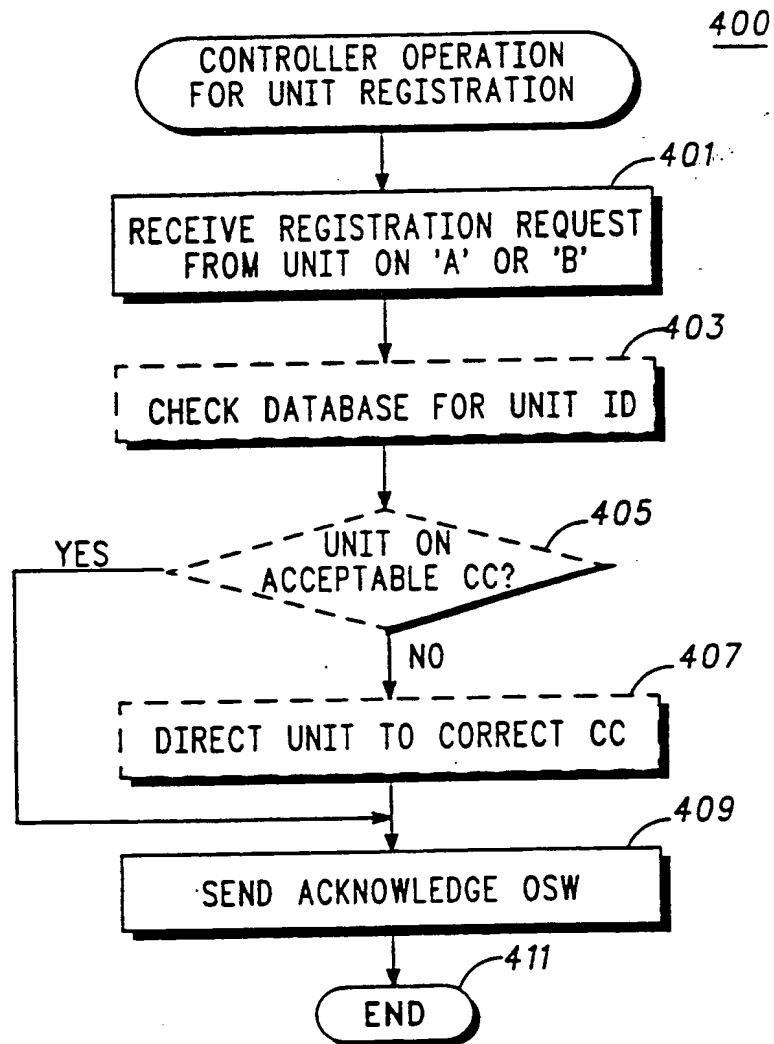 400
CONTROLLER OPERATION
FOR UNIT REGISTRATION
401
RECEIVE REGISTRATION REQUEST
FROM UNIT ON 'A' OR 'B'
403
CHECK DATABASE FOR UNIT ID
405
YES
UNIT ON
ACCEPTABLE CC?
NO
407
DIRECT UNIT TO CORRECT CC
409
SEND ACKNOWLEDGE OSW
411
END